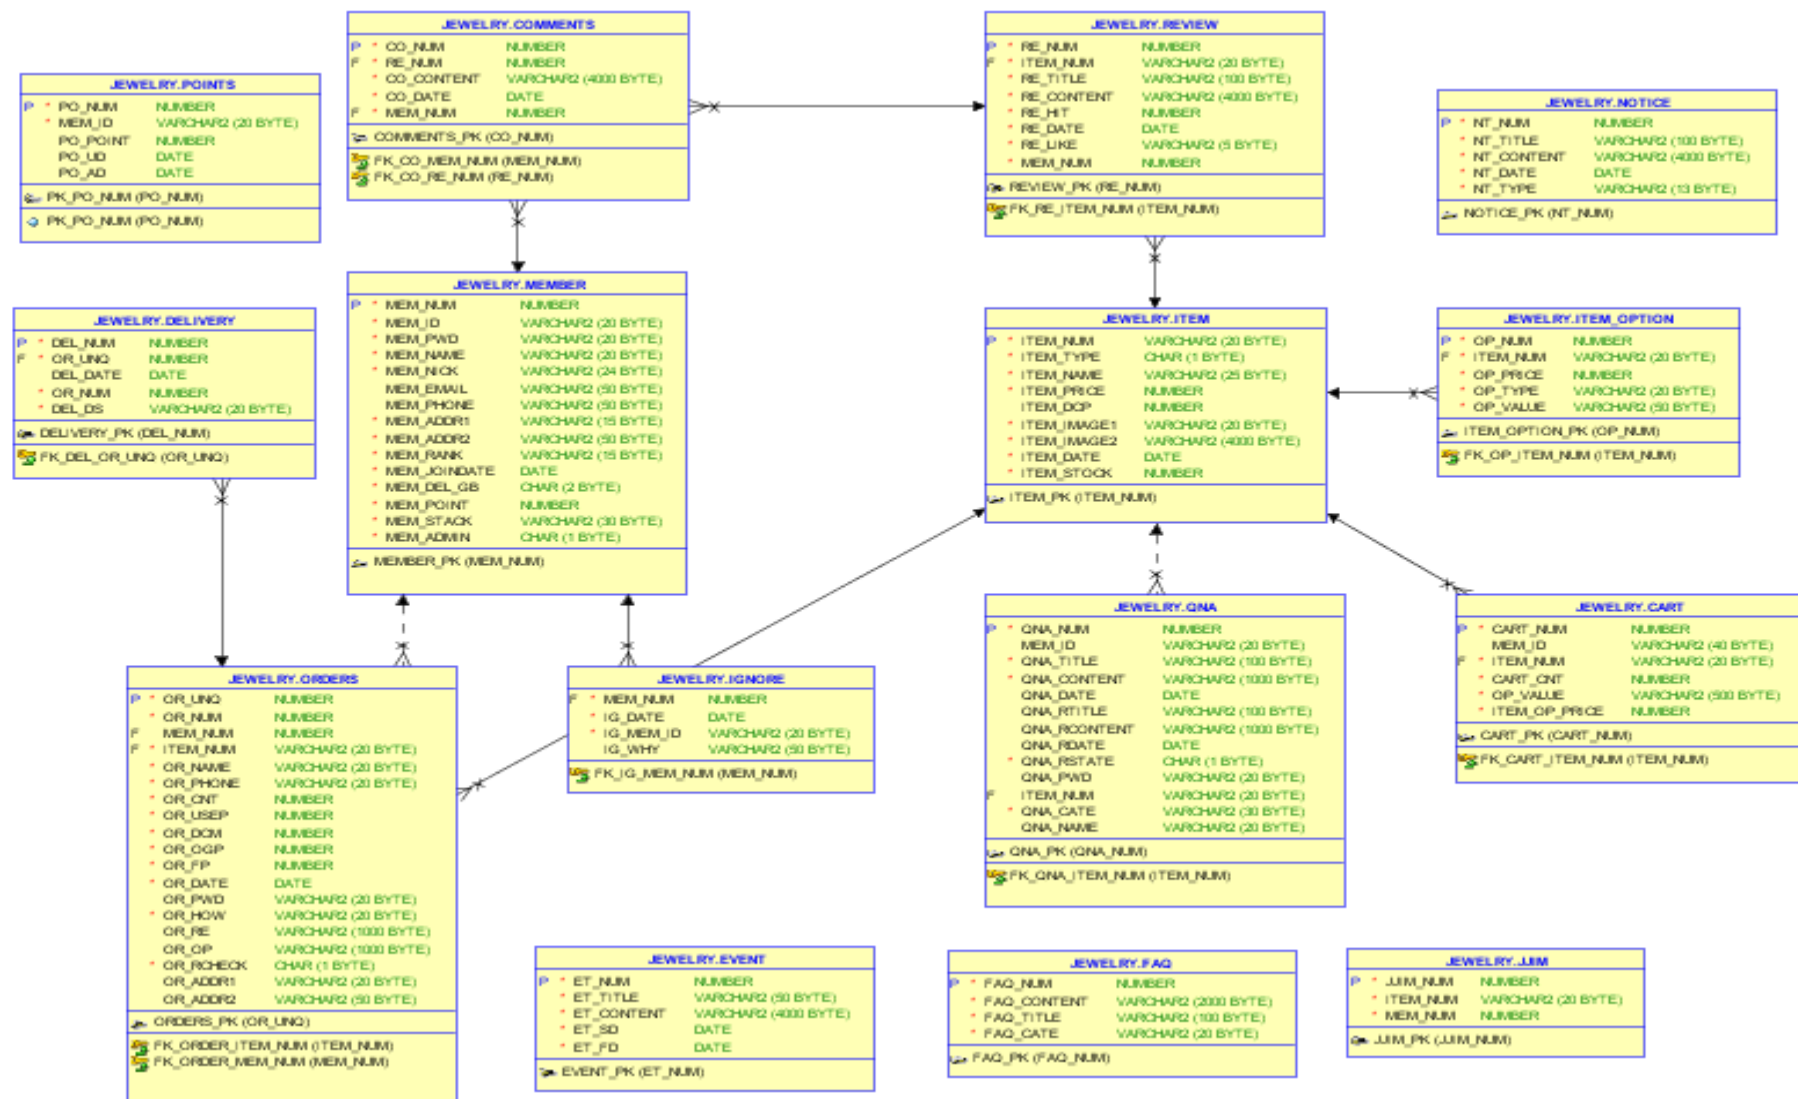 JEWELRY.COMMENTS
P * CO_NUM NUMBER
F * RE_NUM NUMBER
* CO_CONTENT VARCHAR2 (4000 BYTE)
* CO_DATE DATE
F * MEM_NUM NUMBER
COMMENTS_PK (CO_NUM)
FK_CO_MEM_NUM (MEM_NUM)
FK_CO_RE_NUM (RE_NUM)
JEWELRY.REVIEW
P * RE_NUM NUMBER
F * ITEM_NUM VARCHAR2 (20 BYTE)
* RE_TITLE VARCHAR2 (100 BYTE)
* RE_CONTENT VARCHAR2 (4000 BYTE)
* RE_HIT NUMBER
* RE_DATE DATE
* RE_LIKE VARCHAR2 (5 BYTE)
* MEM_NUM NUMBER
REVIEW_PK (RE_NUM)
FK_RE_ITEM_NUM (ITEM_NUM)
JEWELRY.POINTS
P * PO_NUM NUMBER
* MEM_ID VARCHAR2 (20 BYTE)
PO_POINT NUMBER
PO_UD DATE
PO_AD DATE
PK_PO_NUM (PO_NUM)
PK_PO_NUM (PO_NUM)
JEWELRY.NOTICE
P * NT_NUM NUMBER
* NT_TITLE VARCHAR2 (100 BYTE)
* NT_CONTENT VARCHAR2 (4000 BYTE)
* NT_DATE DATE
* NT_TYPE VARCHAR2 (13 BYTE)
NOTICE_PK (NT_NUM)
JEWELRY.MEMBER
P * MEM_NUM NUMBER
* MEM_ID VARCHAR2 (20 BYTE)
* MEM_PWD VARCHAR2 (20 BYTE)
* MEM_NAME VARCHAR2 (20 BYTE)
* MEM_NICK VARCHAR2 (24 BYTE)
MEM_EMAIL VARCHAR2 (50 BYTE)
MEM_PHONE VARCHAR2 (50 BYTE)
* MEM_ADDR1 VARCHAR2 (15 BYTE)
* MEM_ADDR2 VARCHAR2 (50 BYTE)
* MEM_RANK VARCHAR2 (15 BYTE)
* MEM_JOINDATE DATE
* MEM_DEL_GB CHAR (2 BYTE)
* MEM_POINT NUMBER
* MEM_STACK VARCHAR2 (30 BYTE)
* MEM_ADMIN CHAR (1 BYTE)
MEMBER_PK (MEM_NUM)
JEWELRY.DELIVERY
P * DEL_NUM NUMBER
F * OR_UNQ NUMBER
DEL_DATE DATE
* OR_NUM NUMBER
* DEL_DS VARCHAR2 (20 BYTE)
DELIVERY_PK (DEL_NUM)
FK_DEL_OR_UNQ (OR_UNQ)
JEWELRY.ITEM
P * ITEM_NUM VARCHAR2 (20 BYTE)
* ITEM_TYPE CHAR (1 BYTE)
* ITEM_NAME VARCHAR2 (25 BYTE)
* ITEM_PRICE NUMBER
ITEM_DCP NUMBER
* ITEM_IMAGE1 VARCHAR2 (20 BYTE)
* ITEM_IMAGE2 VARCHAR2 (4000 BYTE)
* ITEM_DATE DATE
* ITEM_STOCK NUMBER
ITEM_PK (ITEM_NUM)
JEWELRY.ITEM_OPTION
P * OP_NUM NUMBER
F * ITEM_NUM VARCHAR2 (20 BYTE)
* OP_PRICE NUMBER
* OP_TYPE VARCHAR2 (20 BYTE)
* OP_VALUE VARCHAR2 (50 BYTE)
ITEM_OPTION_PK (OP_NUM)
FK_OP_ITEM_NUM (ITEM_NUM)
JEWELRY.ORDERS
P * OR_UNQ NUMBER
* OR_NUM NUMBER
F MEM_NUM NUMBER
F * ITEM_NUM VARCHAR2 (20 BYTE)
* OR_NAME VARCHAR2 (20 BYTE)
* OR_PHONE VARCHAR2 (20 BYTE)
* OR_CNT NUMBER
* OR_USEP NUMBER
* OR_DCM NUMBER
* OR_OGP NUMBER
* OR_FP NUMBER
* OR_DATE DATE
OR_PWD VARCHAR2 (20 BYTE)
* OR_HOW VARCHAR2 (20 BYTE)
OR_RE VARCHAR2 (1000 BYTE)
OR_OP VARCHAR2 (1000 BYTE)
* OR_RCHECK CHAR (1 BYTE)
OR_ADDR1 VARCHAR2 (20 BYTE)
OR_ADDR2 VARCHAR2 (50 BYTE)
ORDERS_PK (OR_UNQ)
FK_ORDER_ITEM_NUM (ITEM_NUM)
FK_ORDER_MEM_NUM (MEM_NUM)
JEWELRY.IGNORE
F * MEM_NUM NUMBER
* IG_DATE DATE
* IG_MEM_ID VARCHAR2 (20 BYTE)
IG_WHY VARCHAR2 (50 BYTE)
FK_IG_MEM_NUM (MEM_NUM)
JEWELRY.QNA
P * QNA_NUM NUMBER
MEM_ID VARCHAR2 (20 BYTE)
* QNA_TITLE VARCHAR2 (100 BYTE)
* QNA_CONTENT VARCHAR2 (1000 BYTE)
QNA_DATE DATE
QNA_RTITLE VARCHAR2 (100 BYTE)
QNA_RCONTENT VARCHAR2 (1000 BYTE)
QNA_RDATE DATE
* QNA_RSTATE CHAR (1 BYTE)
QNA_PWD VARCHAR2 (20 BYTE)
F ITEM_NUM VARCHAR2 (20 BYTE)
* QNA_CATE VARCHAR2 (30 BYTE)
QNA_NAME VARCHAR2 (20 BYTE)
QNA_PK (QNA_NUM)
FK_QNA_ITEM_NUM (ITEM_NUM)
JEWELRY.CART
P * CART_NUM NUMBER
MEM_ID VARCHAR2 (40 BYTE)
F * ITEM_NUM VARCHAR2 (20 BYTE)
* CART_CNT NUMBER
* OP_VALUE VARCHAR2 (500 BYTE)
* ITEM_OP_PRICE NUMBER
CART_PK (CART_NUM)
FK_CART_ITEM_NUM (ITEM_NUM)
JEWELRY.EVENT
P * ET_NUM NUMBER
* ET_TITLE VARCHAR2 (50 BYTE)
* ET_CONTENT VARCHAR2 (4000 BYTE)
* ET_SD DATE
* ET_FD DATE
EVENT_PK (ET_NUM)
JEWELRY.FAQ
P * FAQ_NUM NUMBER
* FAQ_CONTENT VARCHAR2 (2000 BYTE)
* FAQ_TITLE VARCHAR2 (100 BYTE)
* FAQ_CATE VARCHAR2 (20 BYTE)
FAQ_PK (FAQ_NUM)
JEWELRY.JJIM
P * JJIM_NUM NUMBER
* ITEM_NUM VARCHAR2 (20 BYTE)
* MEM_NUM NUMBER
JJIM_PK (JJIM_NUM)